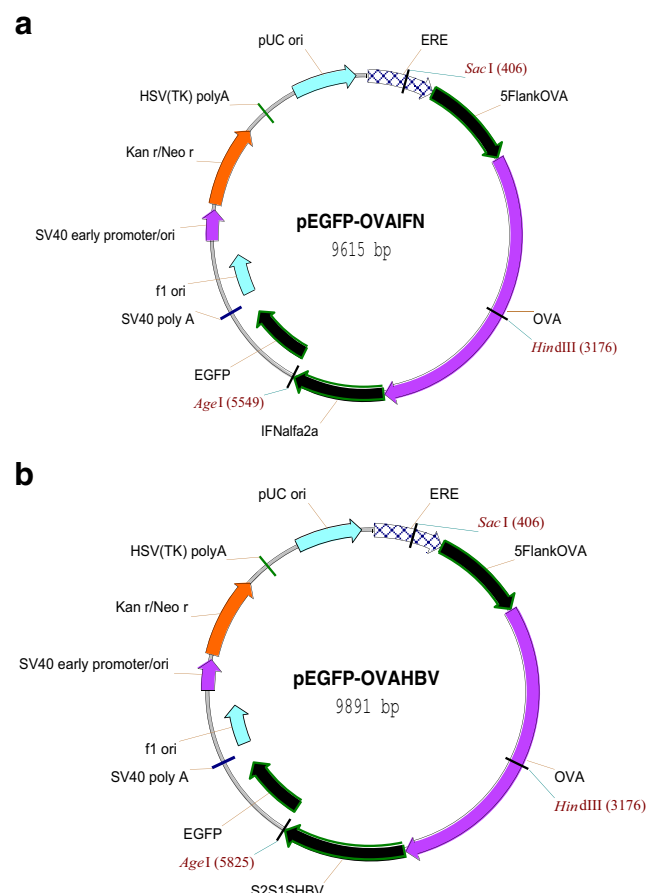 a
pUC ori
ERE
SacI (406)
HSV(TK) polyA
5FlankOVA
Kan r/Neo r
pEGFP-OVAIFN
9615 bp
SV40 early promoter/ori
f1 ori
SV40 poly A
OVA
HindIII (3176)
EGFP
AgeI (5549)
IFNalfa2a
b
pUC ori
ERE
SacI (406)
HSV(TK) polyA
5FlankOVA
Kan r/Neo r
SV40 early promoter/ori
pEGFP-OVAHBV
9891 bp
f1 ori
SV40 poly A
OVA
HindIII (3176)
EGFP
AgeI (5825)
S2S1SHBV